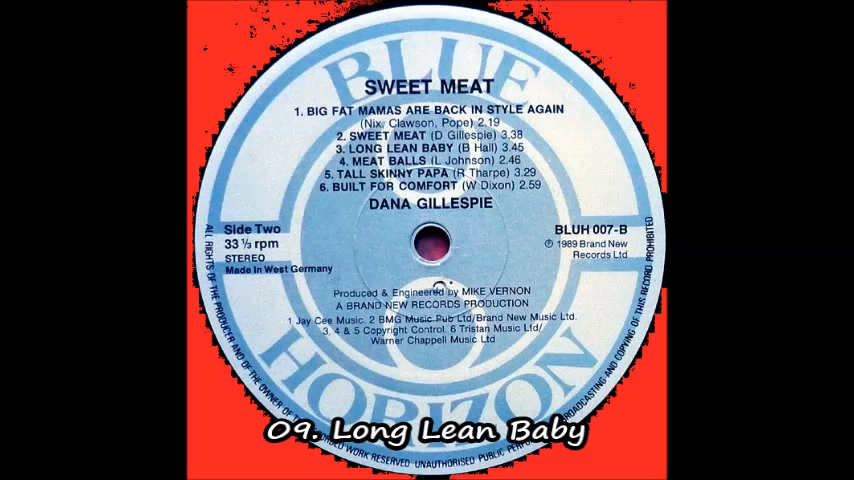 BLUE
SWEET MEAT
1. BIG FAT MAMAS ARE BACK IN STYLE AGAIN
(Nix, Clawson, Pope) 2.19
2. SWEET MEAT (D Gillespie) 3.38
3. LONG LEAN BABY (B Hall) 3.45
4. MEAT BALLS (L Johnson) 2.46
5. TALL SKINNY PAPA (R Tharpe) 3.29
6. BUILT FOR COMFORT (W Dixon) 2.59
DANA GILLESPIE
Side Two
33 ⅓ rpm
STEREO
Made In West Germany
BLUH 007-B
℗ 1989 Brand New
Records Ltd
Produced & Engineered by MIKE VERNON
A BRAND NEW RECORDS PRODUCTION
1 Jay Cee Music. 2 BMG Music Pub Ltd/Brand New Music Ltd.
3, 4 & 5 Copyright Control. 6 Tristan Music Ltd/
Warner Chappell Music Ltd
HORIZON
ALL RIGHTS OF THE PRODUCER AND OF THE OWNER OF THE WORK RESERVED UNAUTHORISED PUBLIC BROADCASTING AND COPYING OF THIS RECORD PROHIBITED
09. Long Lean Baby